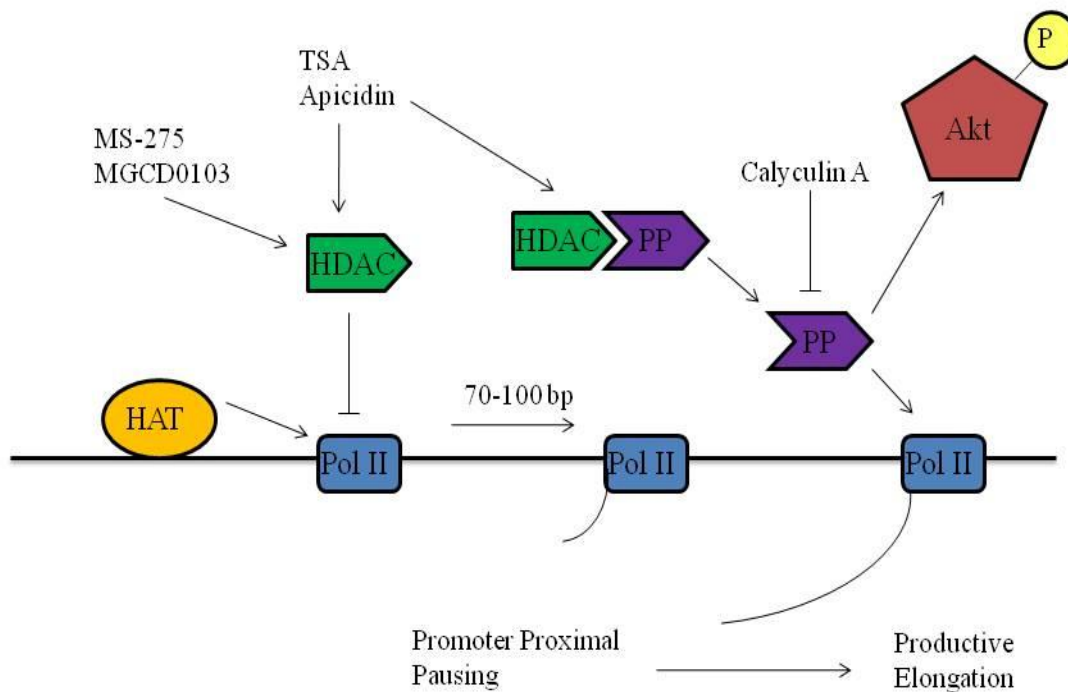 P
TSA
Apicidin
Akt
MS-275
MGCD0103
Calyculin A
HDAC
HDAC
PP
PP
70-100 bp
HAT
Pol II
Pol II
Pol II
Promoter Proximal
Pausing
Productive
Elongation